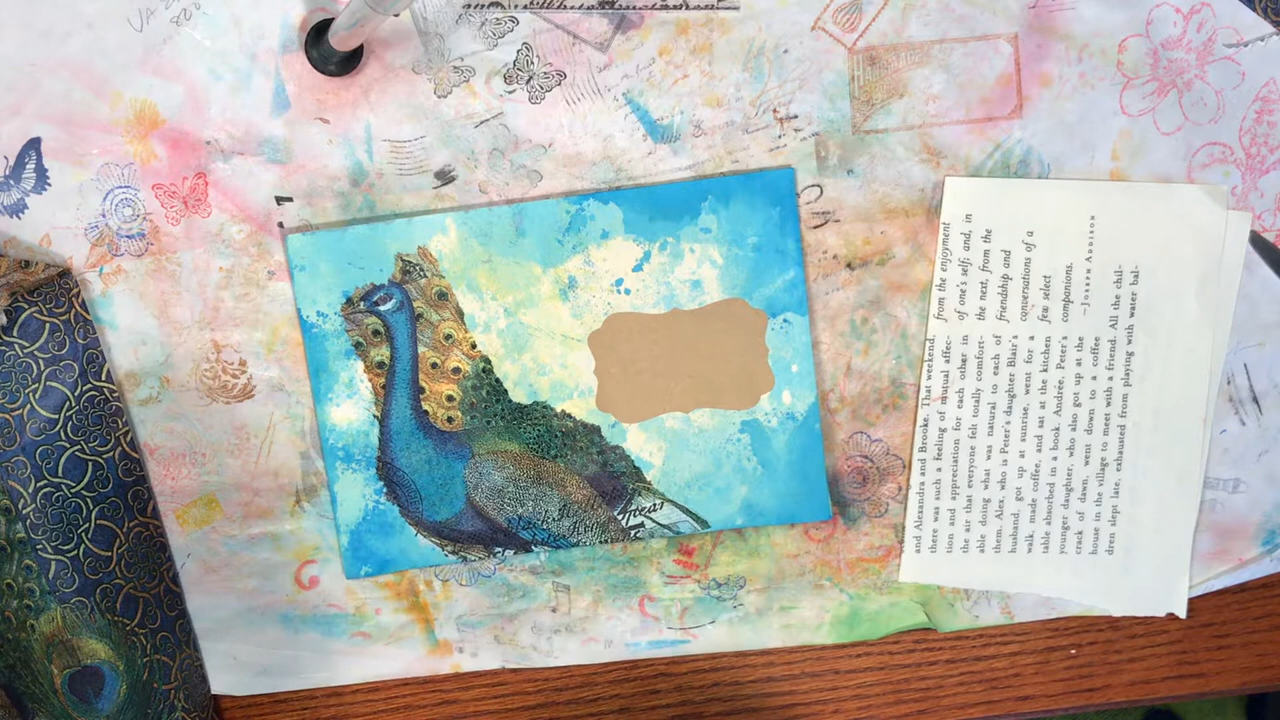 and Alexandra and Brooke. That weekend,
there was such a feeling of mutual affec-
tion and appreciation for each other in
the air that everyone felt totally comfort-
able doing what was natural to each of
them. Alex, who is Peter's daughter Blair's
husband, got up at sunrise, went for a
walk, made coffee, and sat at the kitchen
table absorbed in a book. Andrée, Peter's
younger daughter, who also got up at the
crack of dawn, went down to a coffee
house in the village to meet with a friend. All the chil-
dren slept late, exhausted from playing with water bal-
from the enjoyment
of one's self; and, in
the next, from the
friendship and
conversations of a
few select
companions.
—JOSEPH ADDISON
HANDMADE
VA